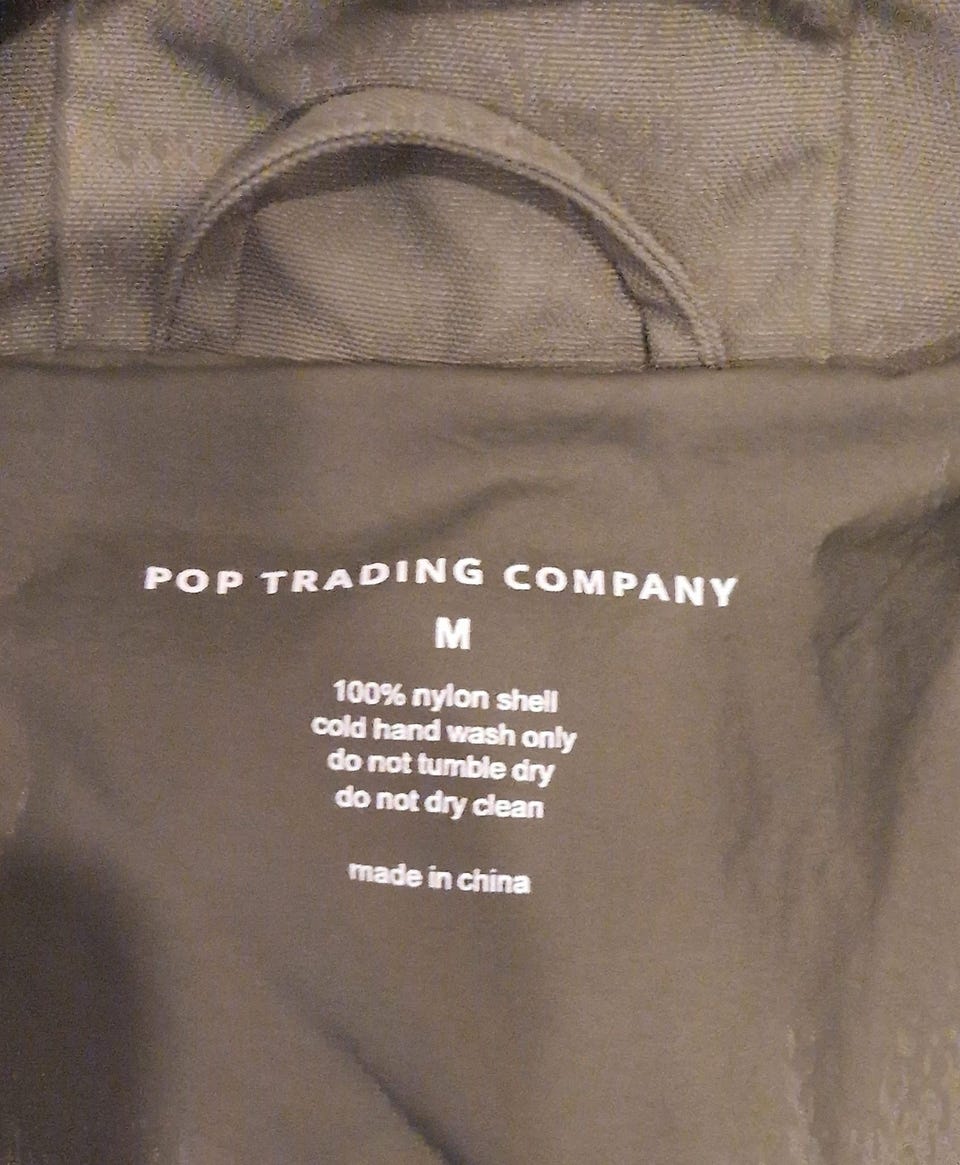 POP TRADING COMPANY
M
100% nylon shell
cold hand wash only
do not tumble dry
do not dry clean
made in china